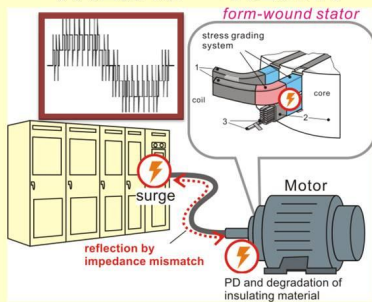 form-wound stator
stress grading
system
1
coil
core
3
2
surge
Motor
reflection by
impedance mismatch
PD and degradation of
insulating material